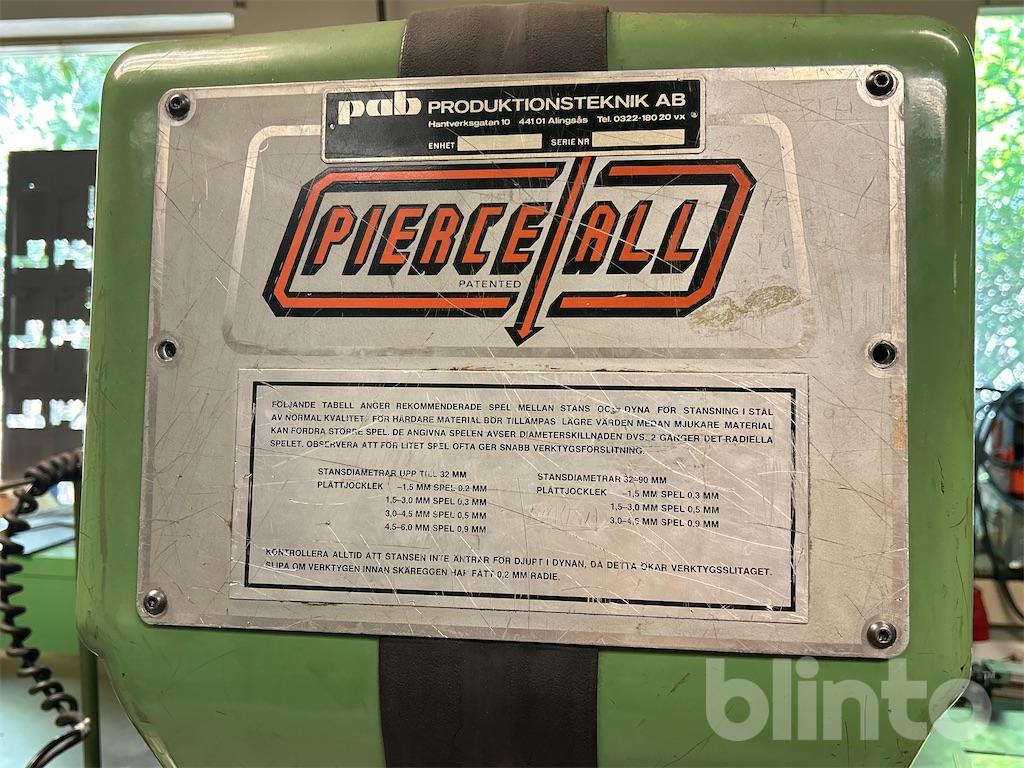 pab PRODUKTIONSTEKNIK AB
Hantverksgatan 10 441 01 Alingsås Tel. 0322-180 20 vx
ENHET SERIE NR
PIERCE ALL
PATENTED
FÖLJANDE TABELL ANGER REKOMMENDERADE SPEL MELLAN STANS OCH DYNA FÖR STANSNING I STÅL
AV NORMAL KVALITET. FÖR HÅRDARE MATERIAL BÖR TILLÄMPAS LÄGRE VÄRDEN MEDAN MJUKARE MATERIAL
KAN FORDRA STÖRRE SPEL. DE ANGIVNA SPELEN AVSER DIAMETERSKILLNADEN DVS. 2 GÅNGER DET RADIELLA
SPELET. OBSERVERA ATT FÖR LITET SPEL OFTA GER SNABB VERKTYGSFÖRSLITNING.
STANSDIAMETRAR UPP TILL 32 MM
PLÅTTJOCKLEK –1,5 MM SPEL 0.2 MM
1,5–3,0 MM SPEL 0,3 MM
3,0–4,5 MM SPEL 0,5 MM
4,5–6,0 MM SPEL 0,9 MM
STANSDIAMETRAR 32–90 MM
PLÅTTJOCKLEK –1,5 MM SPEL 0,3 MM
1,5–3,0 MM SPEL 0,5 MM
3,0–4,5 MM SPEL 0,9 MM
KONTROLLERA ALLTID ATT STANSEN INTE ÄNTRAR FÖR DJUPT I DYNAN, DÅ DETTA ÖKAR VERKTYGSSLITAGET.
SLIPA OM VERKTYGEN INNAN SKÄREGGEN HAR FÅTT 0,2 MM RADIE.
blinto